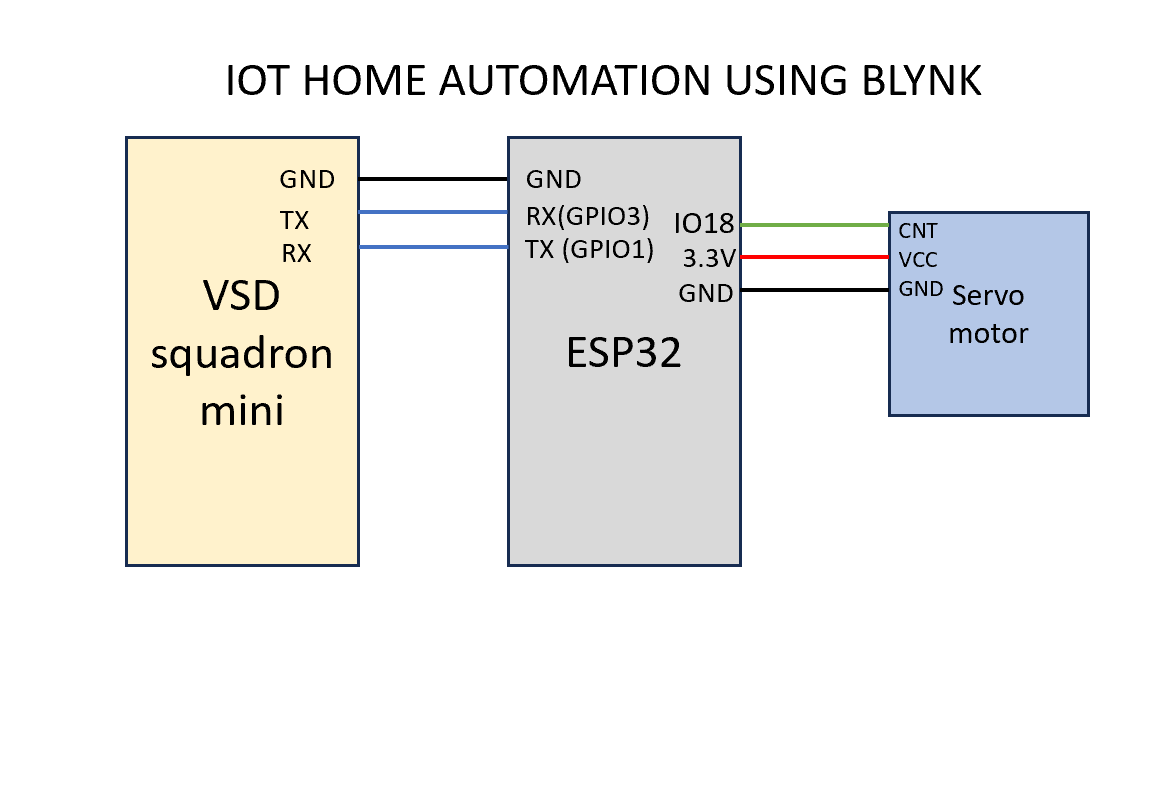 IOT HOME AUTOMATION USING BLYNK
GND
TX
RX
VSD
squadron
mini
GND
RX(GPIO3)
TX (GPIO1)
IO18
3.3V
GND
ESP32
CNT
VCC
GND
Servo
motor